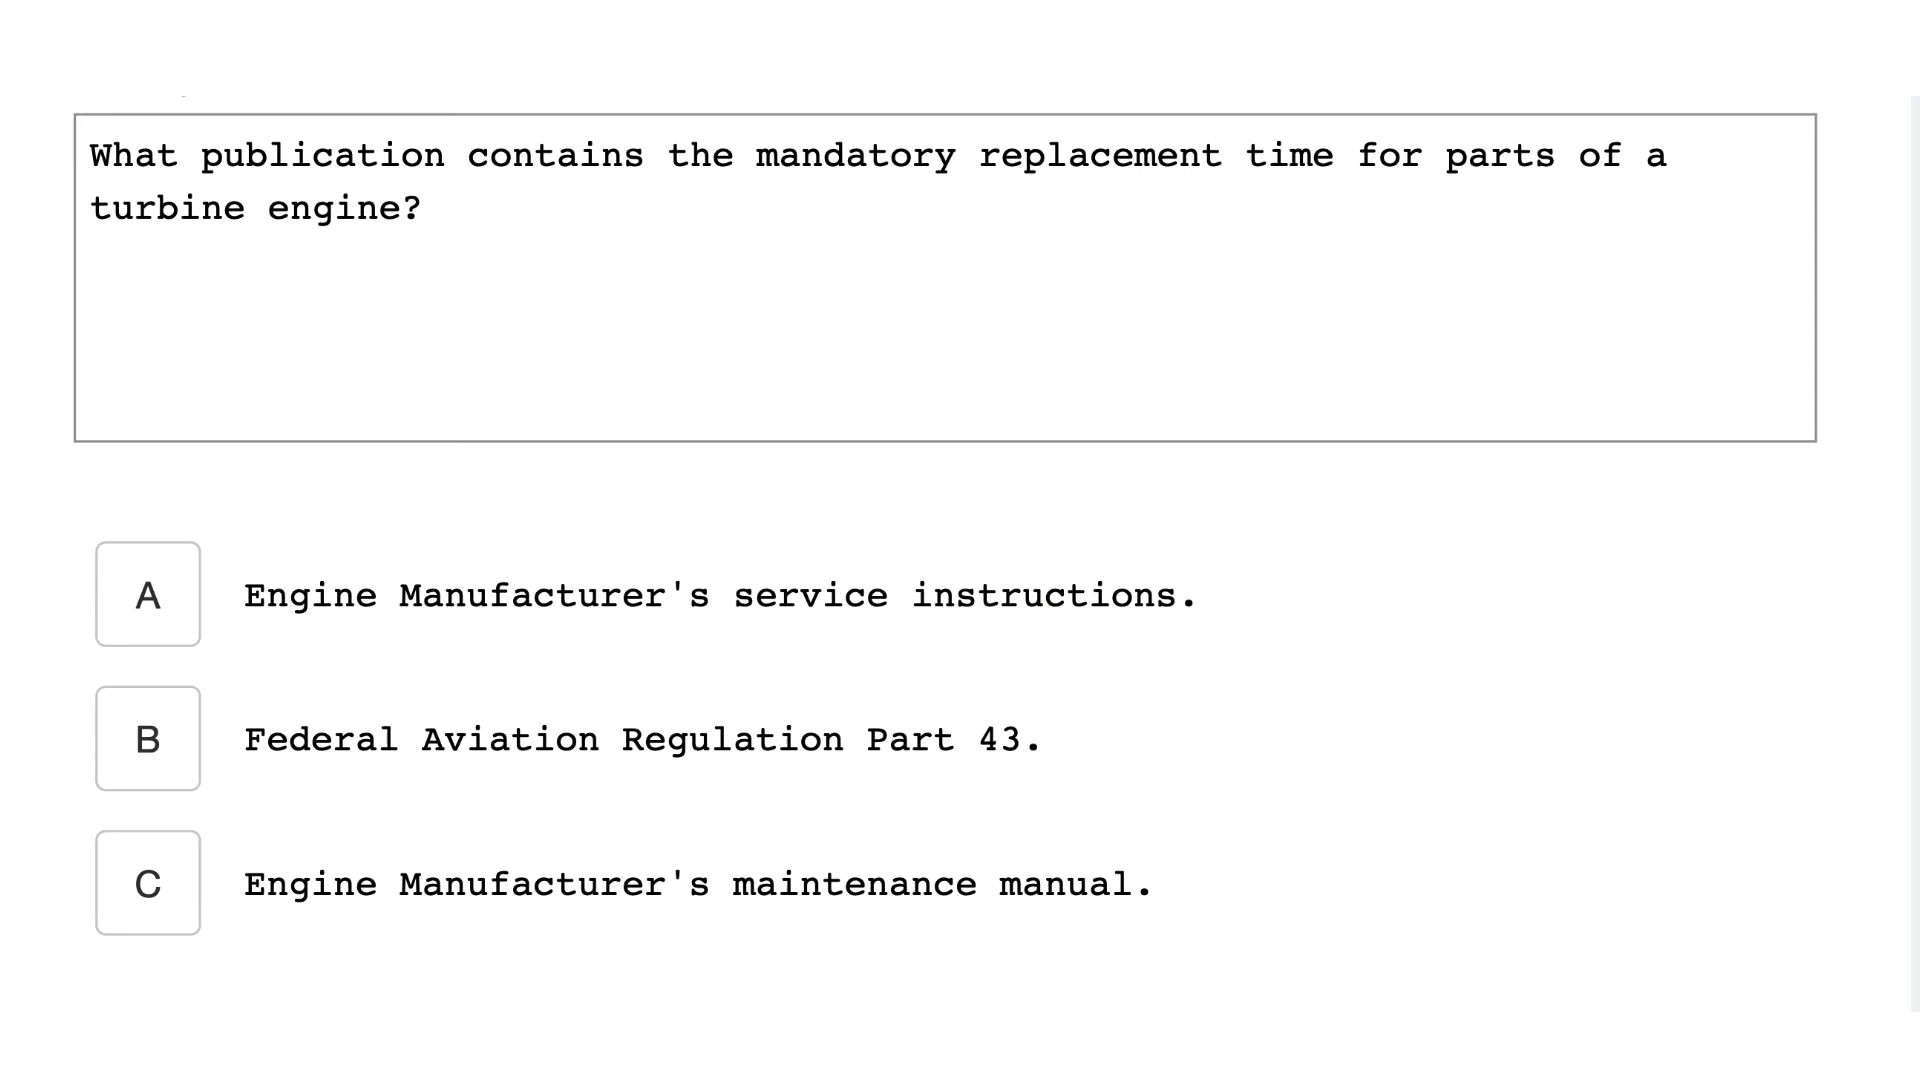 What publication contains the mandatory replacement time for parts of a
turbine engine?
A Engine Manufacturer's service instructions.
B Federal Aviation Regulation Part 43.
C Engine Manufacturer's maintenance manual.